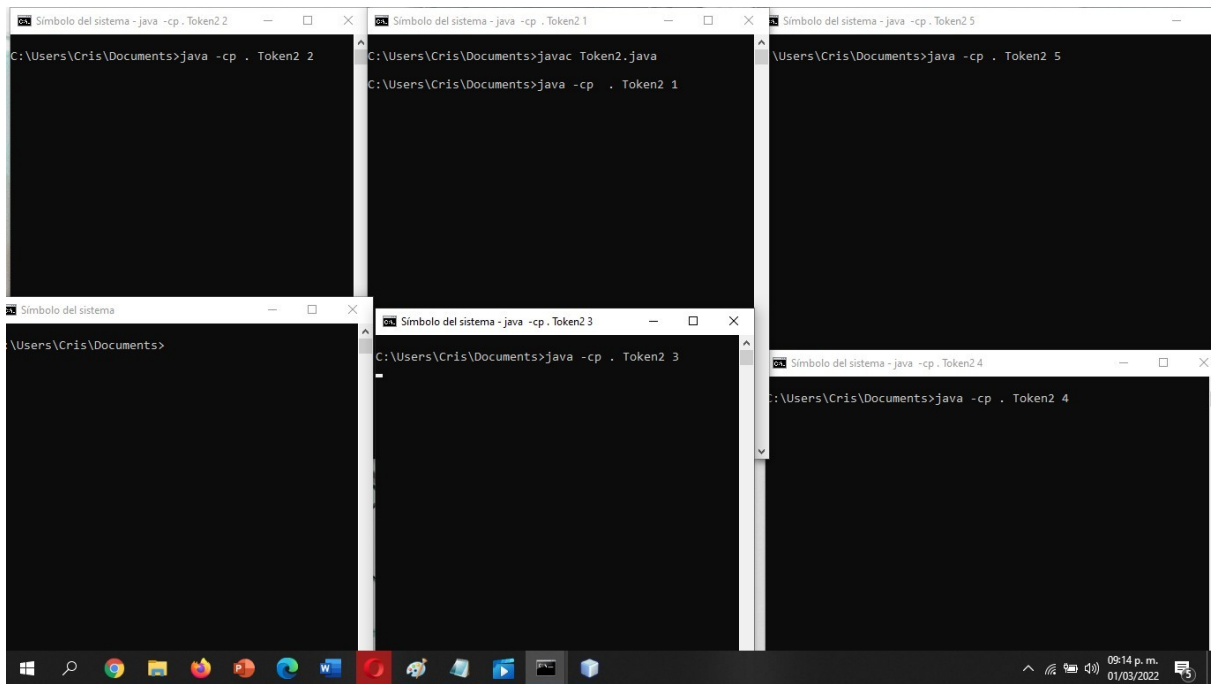 Símbolo del sistema - java -cp . Token2 2
C:\Users\Cris\Documents>java -cp . Token2 2
Símbolo del sistema - java -cp . Token2 1
C:\Users\Cris\Documents>javac Token2.java
C:\Users\Cris\Documents>java -cp  . Token2 1
Símbolo del sistema - java -cp . Token2 5
\Users\Cris\Documents>java -cp . Token2 5
Símbolo del sistema
:\Users\Cris\Documents>
Símbolo del sistema - java -cp . Token2 3
C:\Users\Cris\Documents>java -cp . Token2 3
Símbolo del sistema - java -cp . Token2 4
C:\Users\Cris\Documents>java -cp . Token2 4
09:14 p. m.
01/03/2022
5